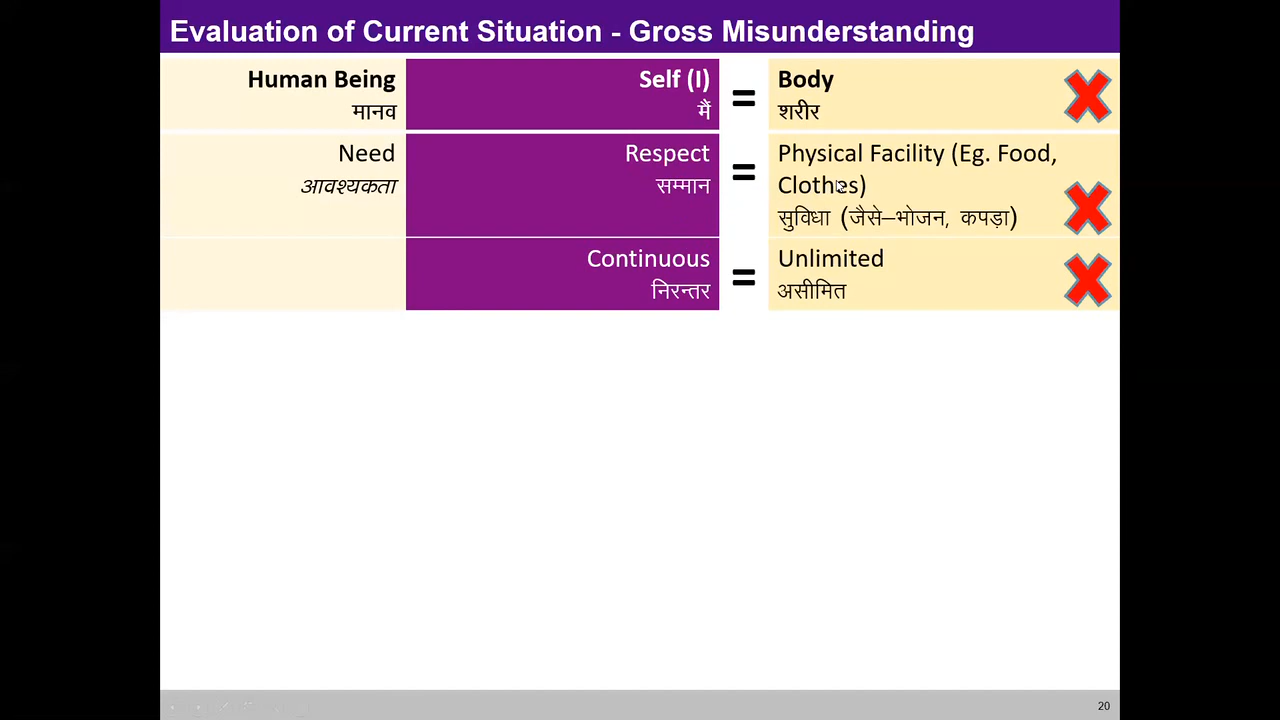 Evaluation of Current Situation - Gross Misunderstanding
Human Being
मानव
Self (I)
मैं
=
Body
शरीर
Need
आवश्यकता
Respect
सम्मान
=
Physical Facility (Eg. Food,
Clothes)
सुविधा (जैसे–भोजन, कपड़ा)
Continuous
निरन्तर
=
Unlimited
असीमित
20